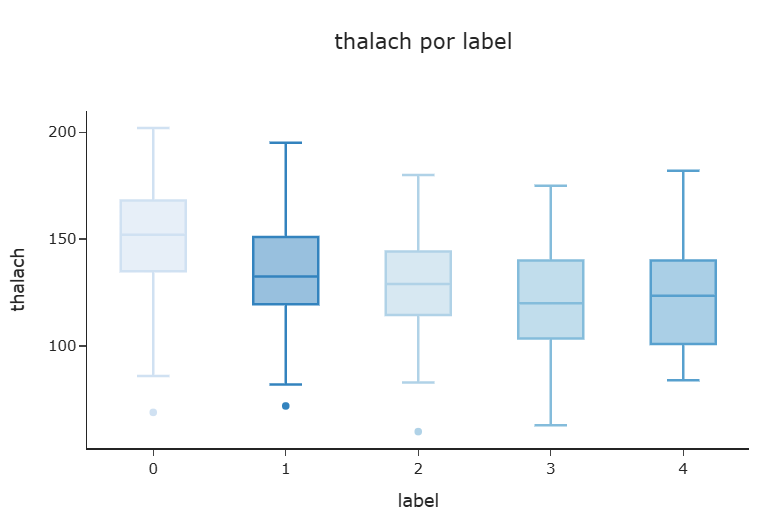 thalach por label
200
150
100
thalach
0 1 2 3 4
label